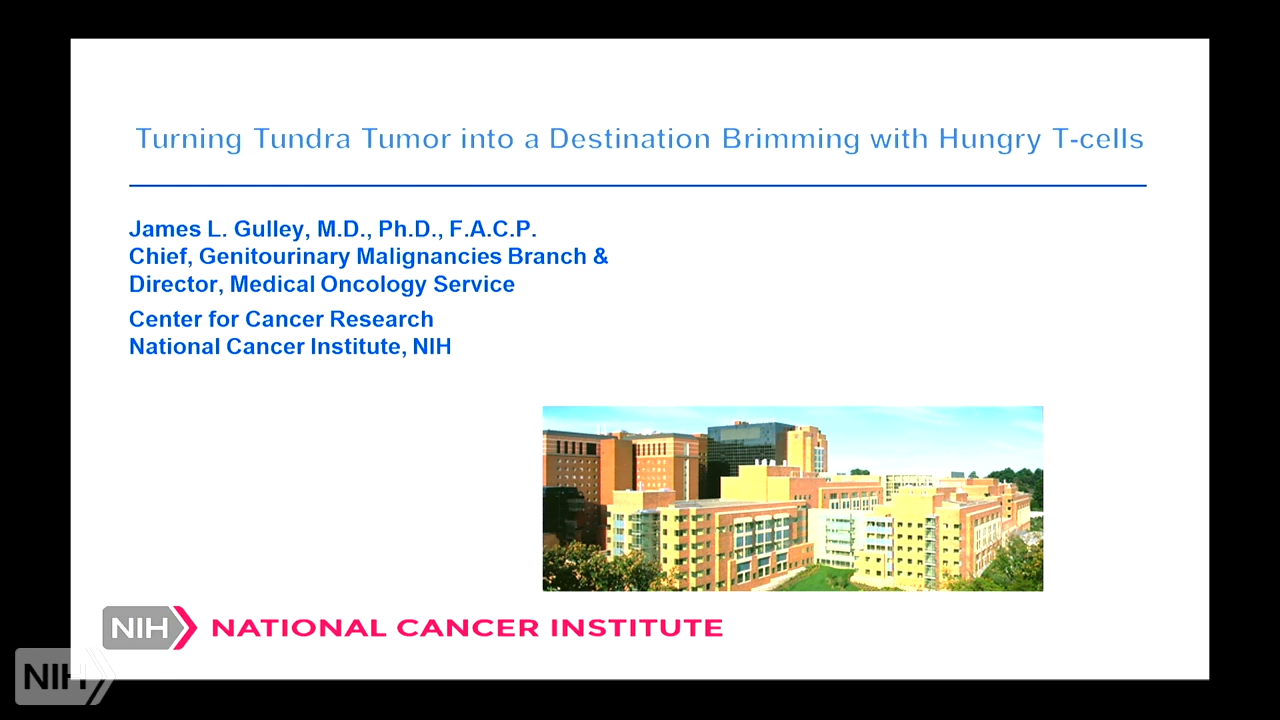 Turning Tundra Tumor into a Destination Brimming with Hungry T-cells
James L. Gulley, M.D., Ph.D., F.A.C.P.
Chief, Genitourinary Malignancies Branch &
Director, Medical Oncology Service
Center for Cancer Research
National Cancer Institute, NIH
NIH NATIONAL CANCER INSTITUTE
NIH